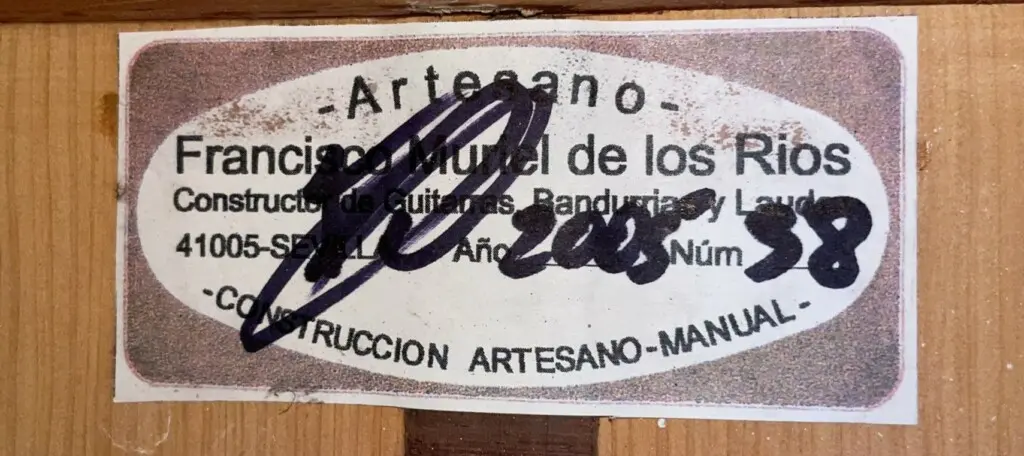 -Artesano-
Francisco Muriel de los Rios
Constructor de Guitarras, Bandurrias y Laudes
41005-SEVILLA Año 2005 Núm 38
-CONSTRUCCION ARTESANO-MANUAL-